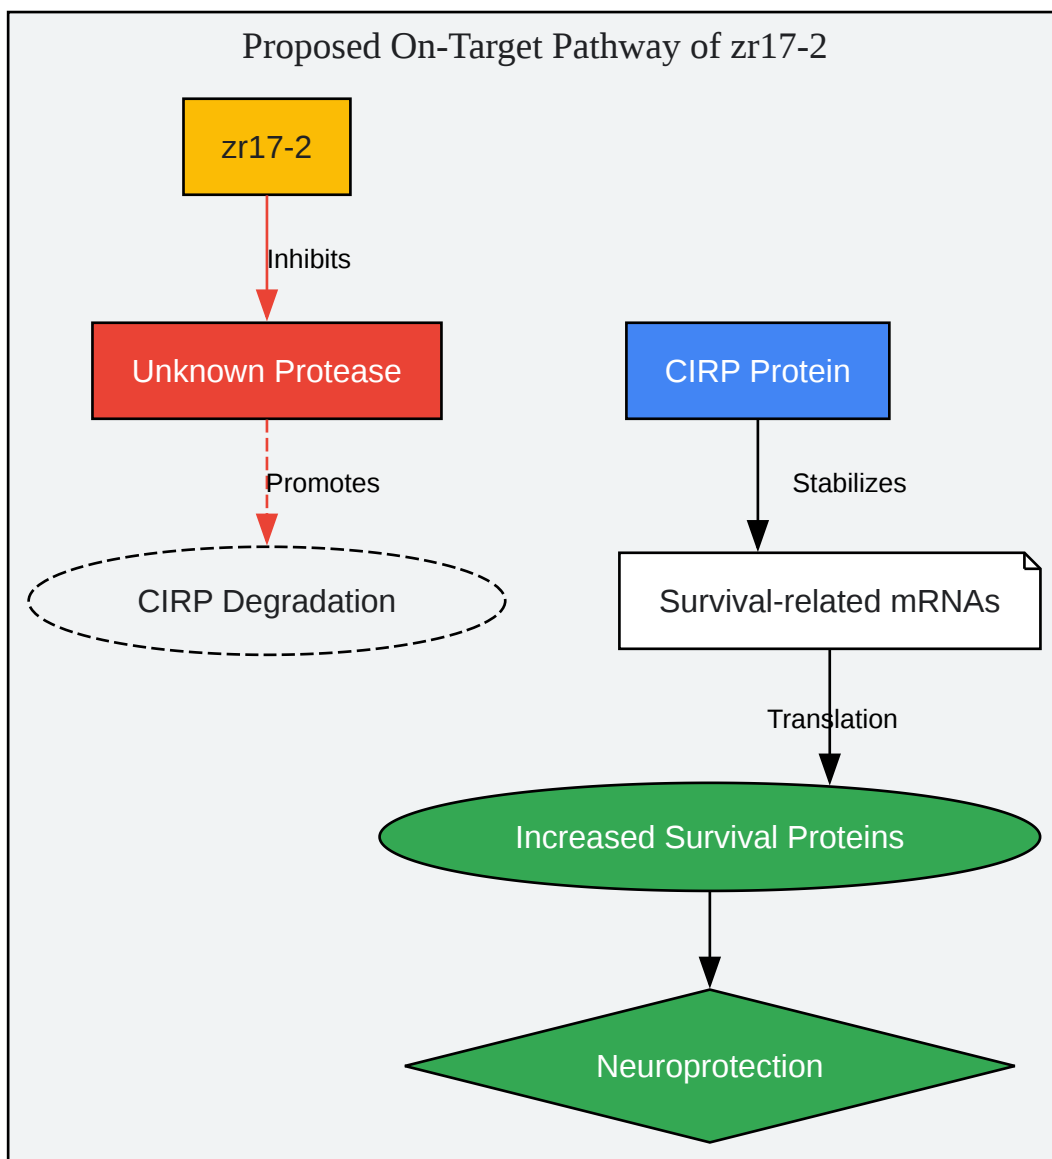 Proposed On-Target Pathway of zr17-2
zr17-2
Inhibits
Unknown Protease
CIRP Protein
Promotes
Stabilizes
CIRP Degradation
Survival-related mRNAs
Translation
Increased Survival Proteins
Neuroprotection